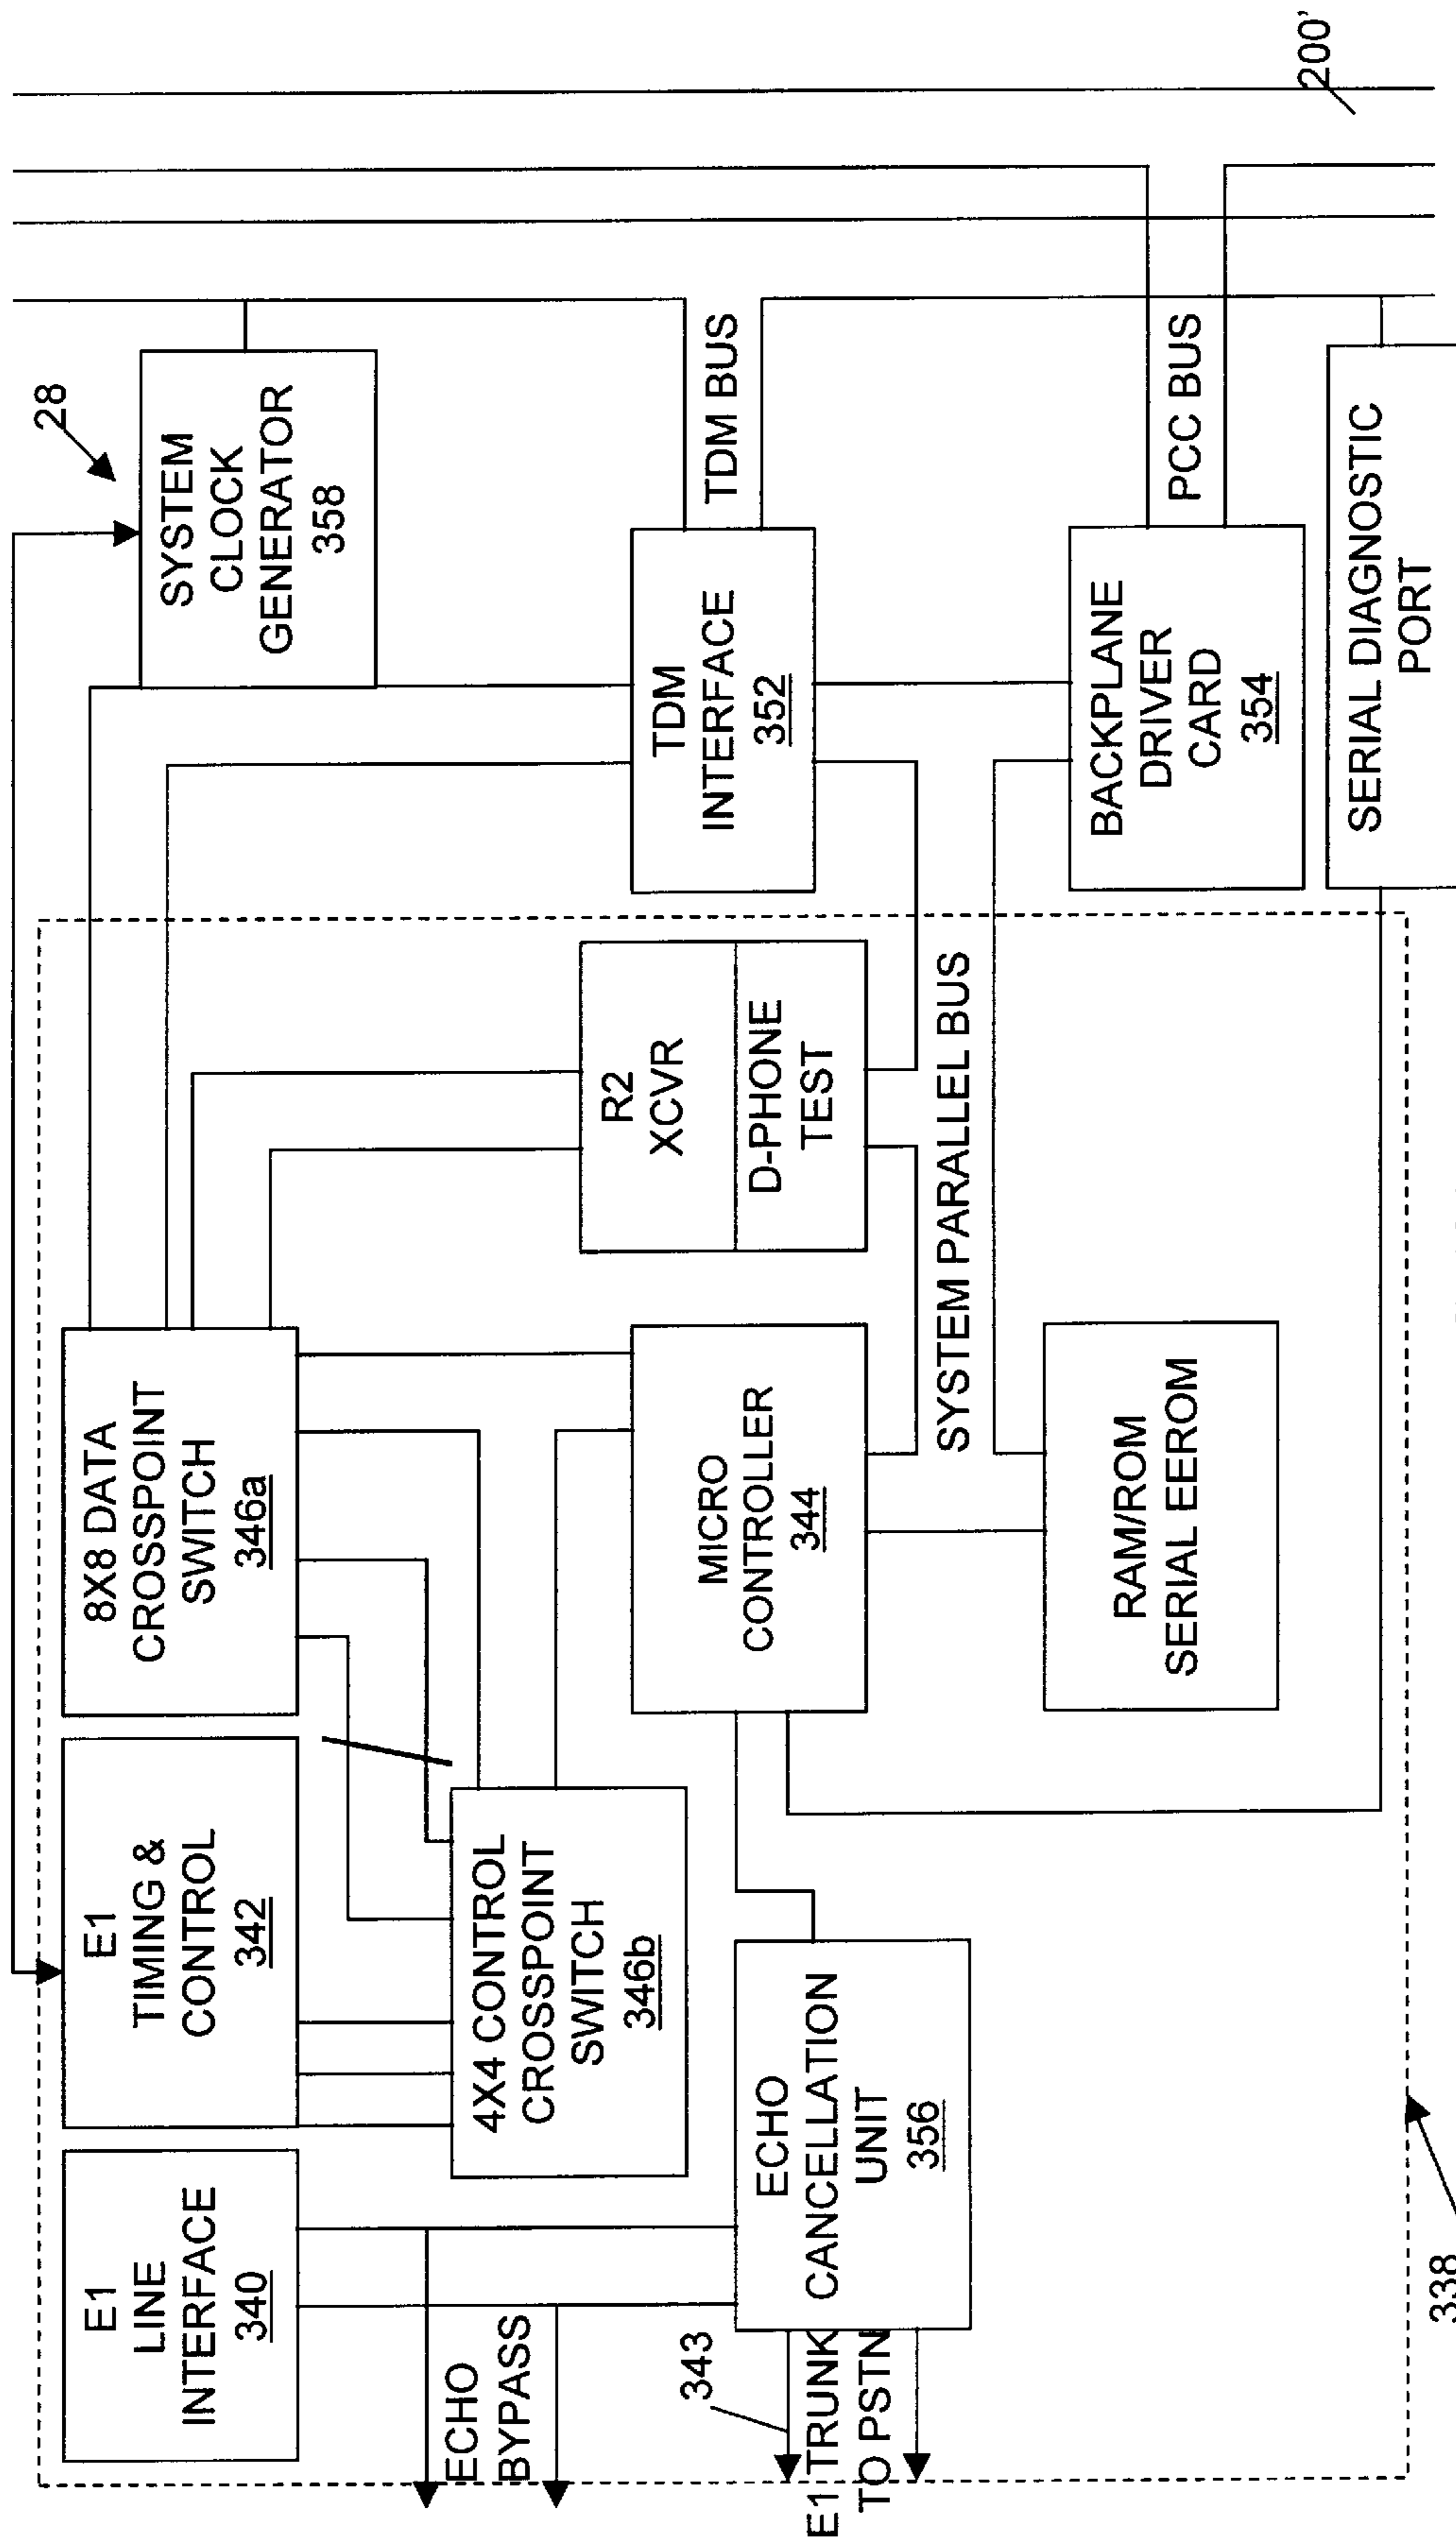 E1
LINE
INTERFACE
340
E1
TIMING &
CONTROL
342
8X8 DATA
CROSSPOINT
SWITCH
346a
28
SYSTEM
CLOCK
GENERATOR
358
ECHO
BYPASS
4X4 CONTROL
CROSSPOINT
SWITCH
346b
R2
XCVR
D-PHONE
TEST
TDM
INTERFACE
352
TDM BUS
343
E1 TRUNK
TO PSTN
ECHO
CANCELLATION
UNIT
356
MICRO
CONTROLLER
344
SYSTEM PARALLEL BUS
RAM/ROM
SERIAL EEROM
BACKPLANE
DRIVER
CARD
354
PCC BUS
200'
SERIAL DIAGNOSTIC
PORT
338